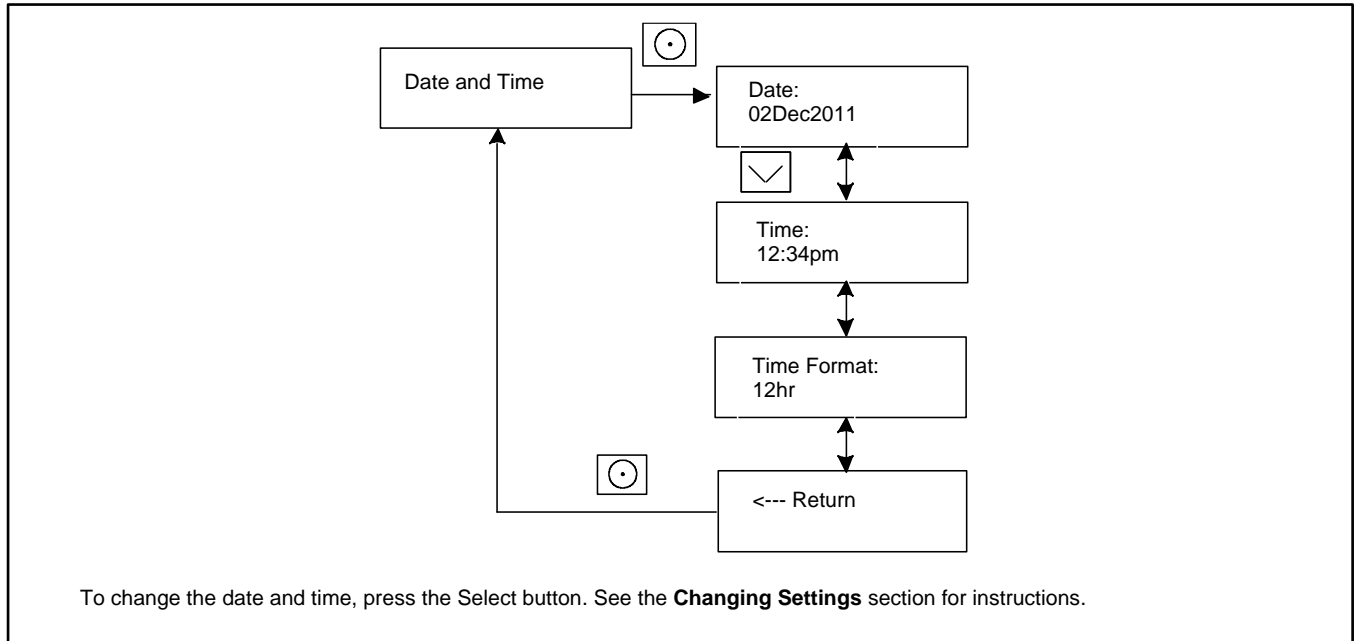 Date and Time
Date:
02Dec2011
Time:
12:34pm
Time Format:
12hr
<--- Return
To change the date and time, press the Select button. See the Changing Settings section for instructions.